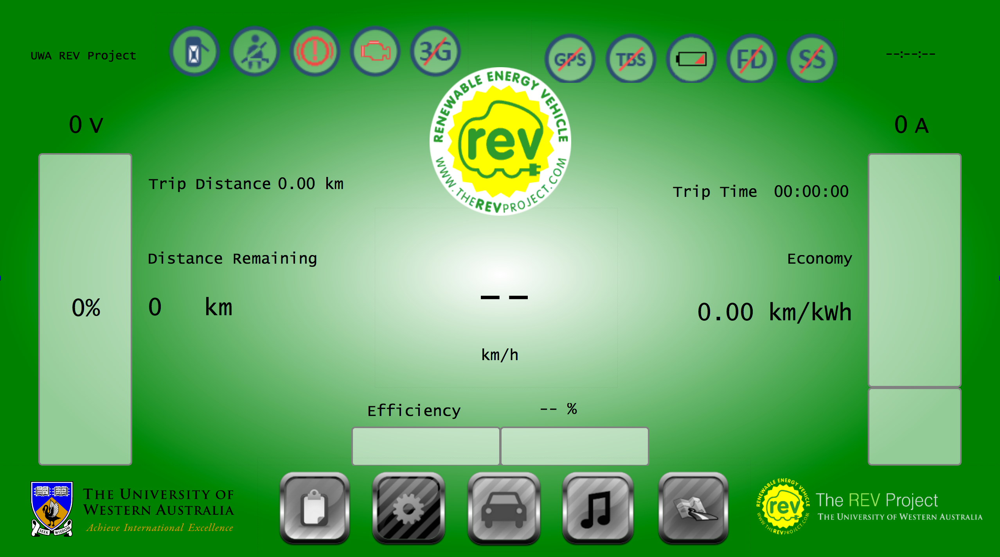 UWA REV Project
3G
GPS
TBS
FD
SS
--:--:--
RENEWABLE ENERGY VEHICLE
rev
WWW.THEREVPROJECT.COM
0 V
0 A
Trip Distance 0.00 km
Trip Time 00:00:00
Distance Remaining
Economy
0%
0 km
--
0.00 km/kWh
km/h
Efficiency -- %
SEEK WISDOM
THE UNIVERSITY OF
WESTERN AUSTRALIA
Achieve International Excellence
RENEWABLE ENERGY VEHICLE
rev
WWW.THEREVPROJECT.COM
The REV Project
THE UNIVERSITY OF WESTERN AUSTRALIA